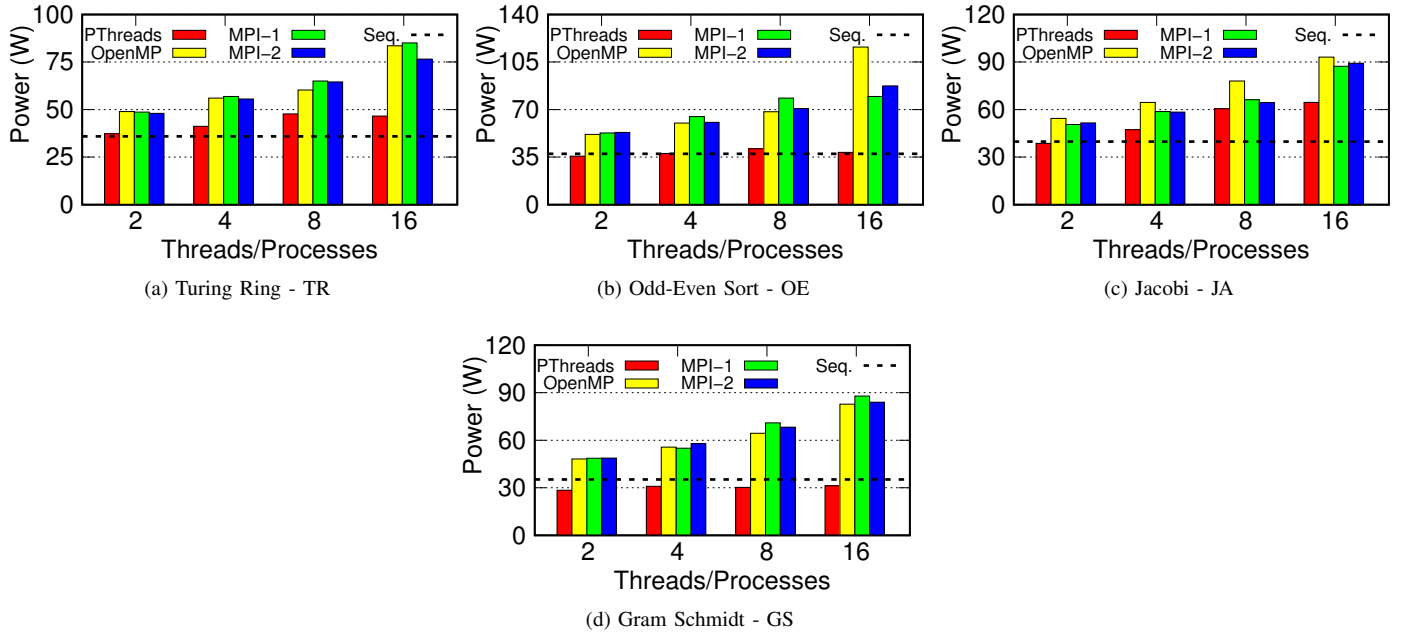 100
75
50
25
0
Power (W)
PThreads
OpenMP
MPI-1
MPI-2
Seq.
2 4 8 16
Threads/Processes
(a) Turing Ring - TR
140
105
70
35
0
Power (W)
PThreads
OpenMP
MPI-1
MPI-2
Seq.
2 4 8 16
Threads/Processes
(b) Odd-Even Sort - OE
120
90
60
30
0
Power (W)
PThreads
OpenMP
MPI-1
MPI-2
Seq.
2 4 8 16
Threads/Processes
(c) Jacobi - JA
120
90
60
30
0
Power (W)
PThreads
OpenMP
MPI-1
MPI-2
Seq.
2 4 8 16
Threads/Processes
(d) Gram Schmidt - GS